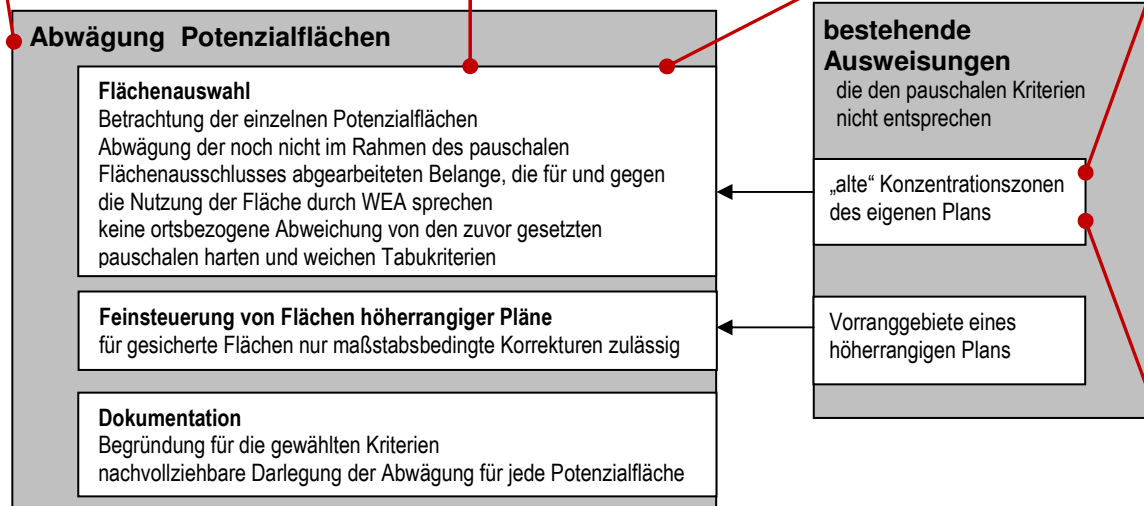 Abwägung Potenzialflächen
Flächenauswahl
Betrachtung der einzelnen Potenzialflächen
Abwägung der noch nicht im Rahmen des pauschalen
Flächenausschlusses abgearbeiteten Belange, die für und gegen
die Nutzung der Fläche durch WEA sprechen
keine ortsbezogene Abweichung von den zuvor gesetzten
pauschalen harten und weichen Tabukriterien
Feinsteuerung von Flächen höherrangiger Pläne
für gesicherte Flächen nur maßstabsbedingte Korrekturen zulässig
Dokumentation
Begründung für die gewählten Kriterien
nachvollziehbare Darlegung der Abwägung für jede Potenzialfläche
bestehende
Ausweisungen
die den pauschalen Kriterien
nicht entsprechen
„alte“ Konzentrationszonen
des eigenen Plans
Vorranggebiete eines
höherrangigen Plans